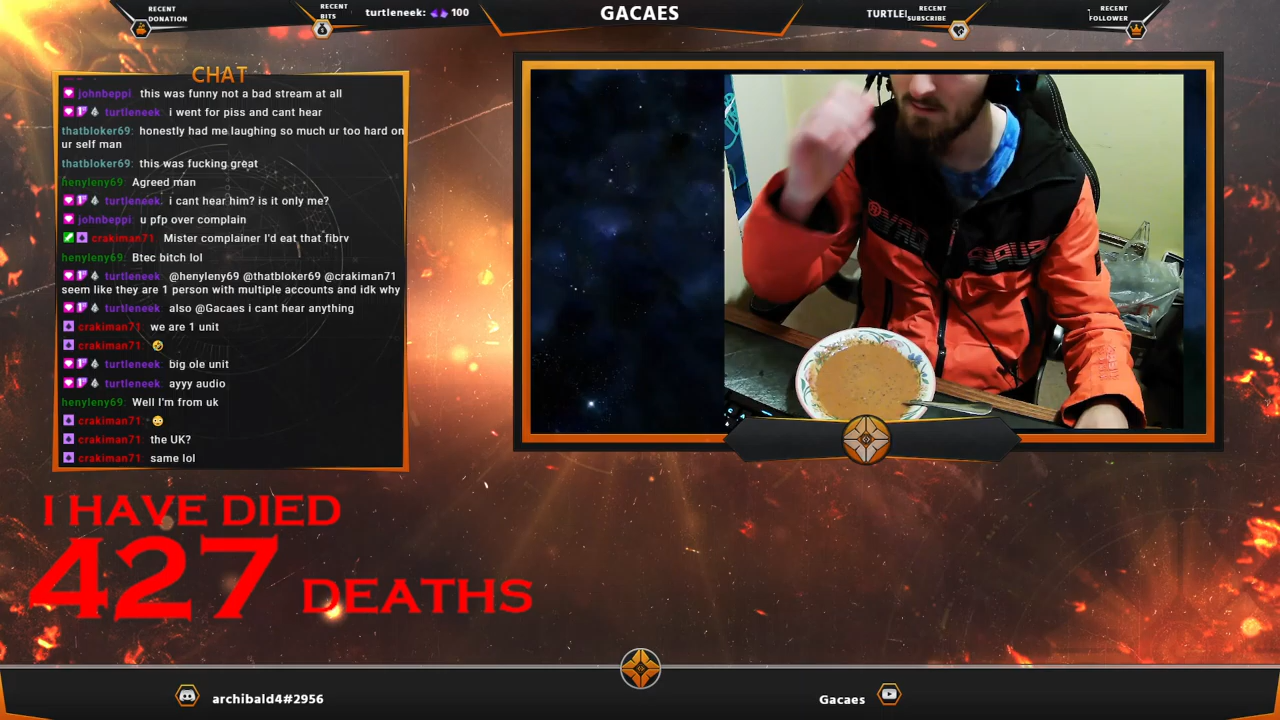 RECENT
DONATION
RECENT
BITS
turtleneek: 100
GACAES
TURTLE
RECENT
SUBSCRIBE
RECENT
FOLLOWER
CHAT
johnbeppi: this was funny not a bad stream at all
turtleneek: i went for piss and cant hear
thatbloker69: honestly had me laughing so much ur too hard on
ur self man
thatbloker69: this was fucking great
henyleny69: Agreed man
turtleneek: i cant hear him? is it only me?
johnbeppi: u pfp over complain
crakiman71: Mister complainer I'd eat that fibrv
henyleny69: Btec bitch lol
turtleneek: @henyleny69 @thatbloker69 @crakiman71
seem like they are 1 person with multiple accounts and idk why
turtleneek: also @Gacaes i cant hear anything
crakiman71: we are 1 unit
crakiman71: 🤣
turtleneek: big ole unit
turtleneek: ayyy audio
henyleny69: Well I'm from uk
crakiman71: 😳
crakiman71: the UK?
crakiman71: same lol
I HAVE DIED
427 DEATHS
archibald4#2956
Gacaes